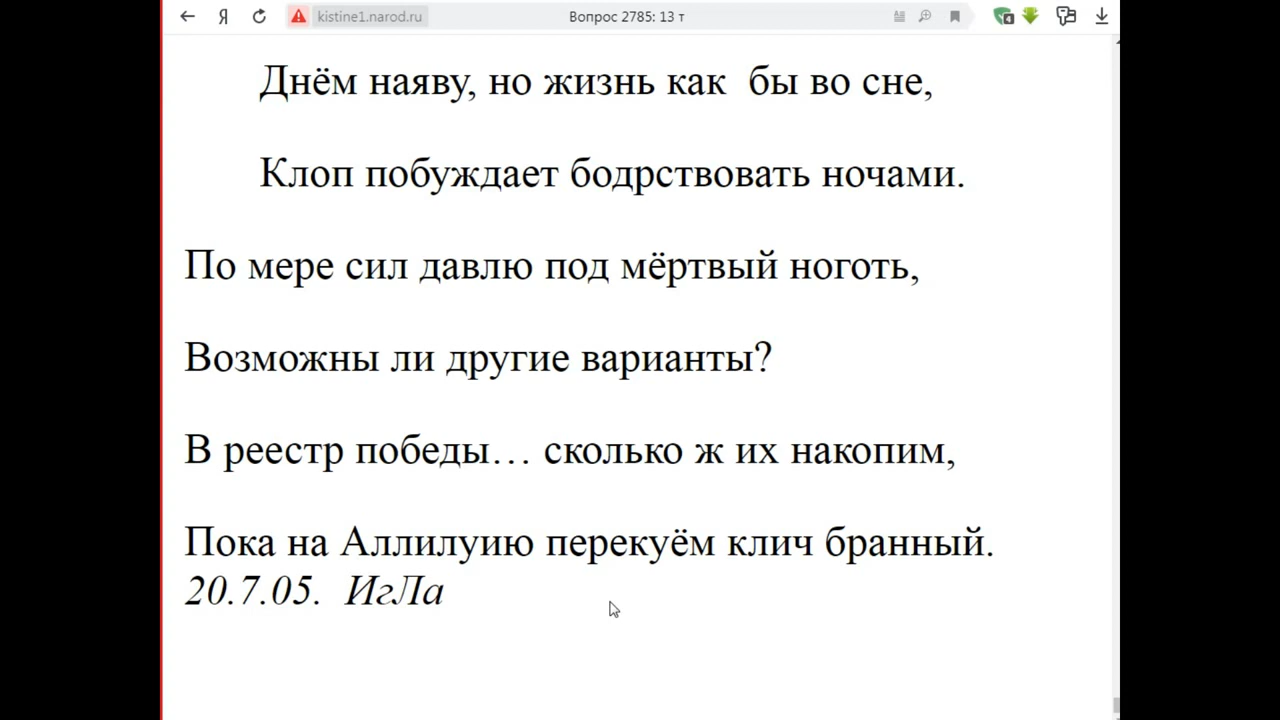 Я kistine1.narod.ru Вопрос 2785: 13 т 4
Днём наяву, но жизнь как бы во сне,
Клоп побуждает бодрствовать ночами.
По мере сил давлю под мёртвый ноготь,
Возможны ли другие варианты?
В реестр победы… сколько ж их накопим,
Пока на Аллилуию перекуём клич бранный.
20.7.05. ИгЛа